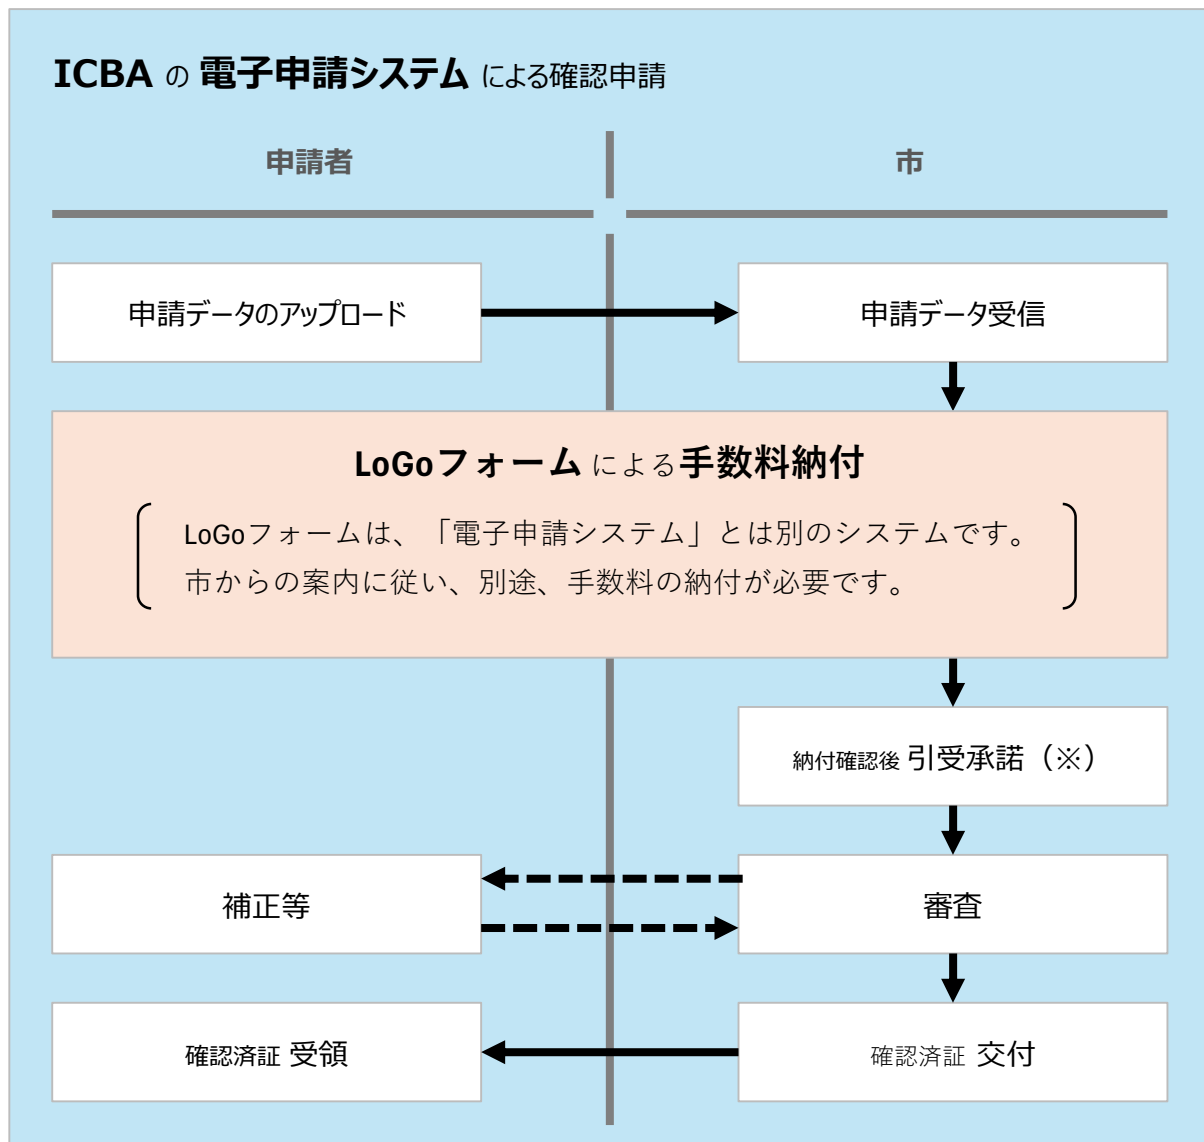 ICBA の 電子申請システム による確認申請
申請者
市
申請データのアップロード
申請データ受信
LoGoフォーム による 手数料納付
LoGoフォームは、「電子申請システム」とは別のシステムです。
市からの案内に従い、別途、手数料の納付が必要です。
納付確認後 引受承諾（※）
補正等
審査
確認済証 受領
確認済証 交付